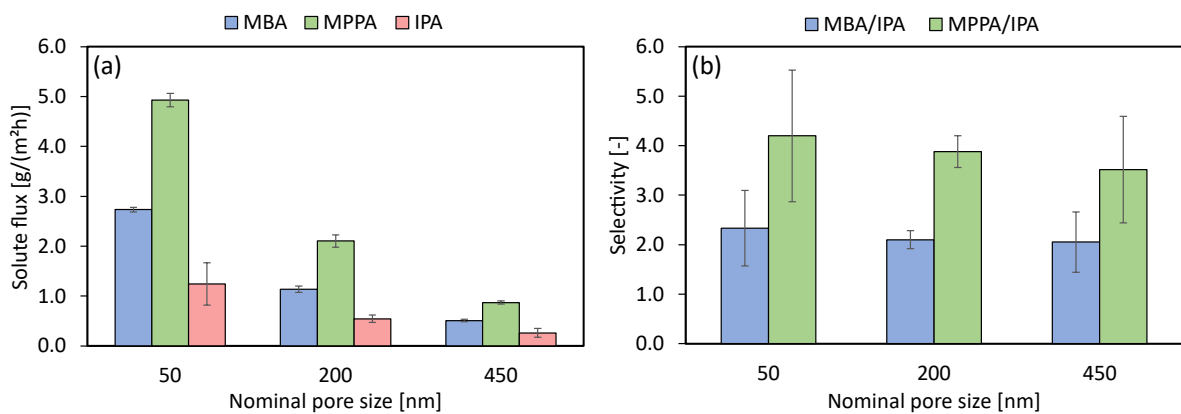 MBA MPPA IPA
(a)
Solute flux [g/(m²h)]
6.0
5.0
4.0
3.0
2.0
1.0
0.0
50 200 450
Nominal pore size [nm]
MBA/IPA MPPA/IPA
(b)
Selectivity [-]
6.0
5.0
4.0
3.0
2.0
1.0
0.0
50 200 450
Nominal pore size [nm]